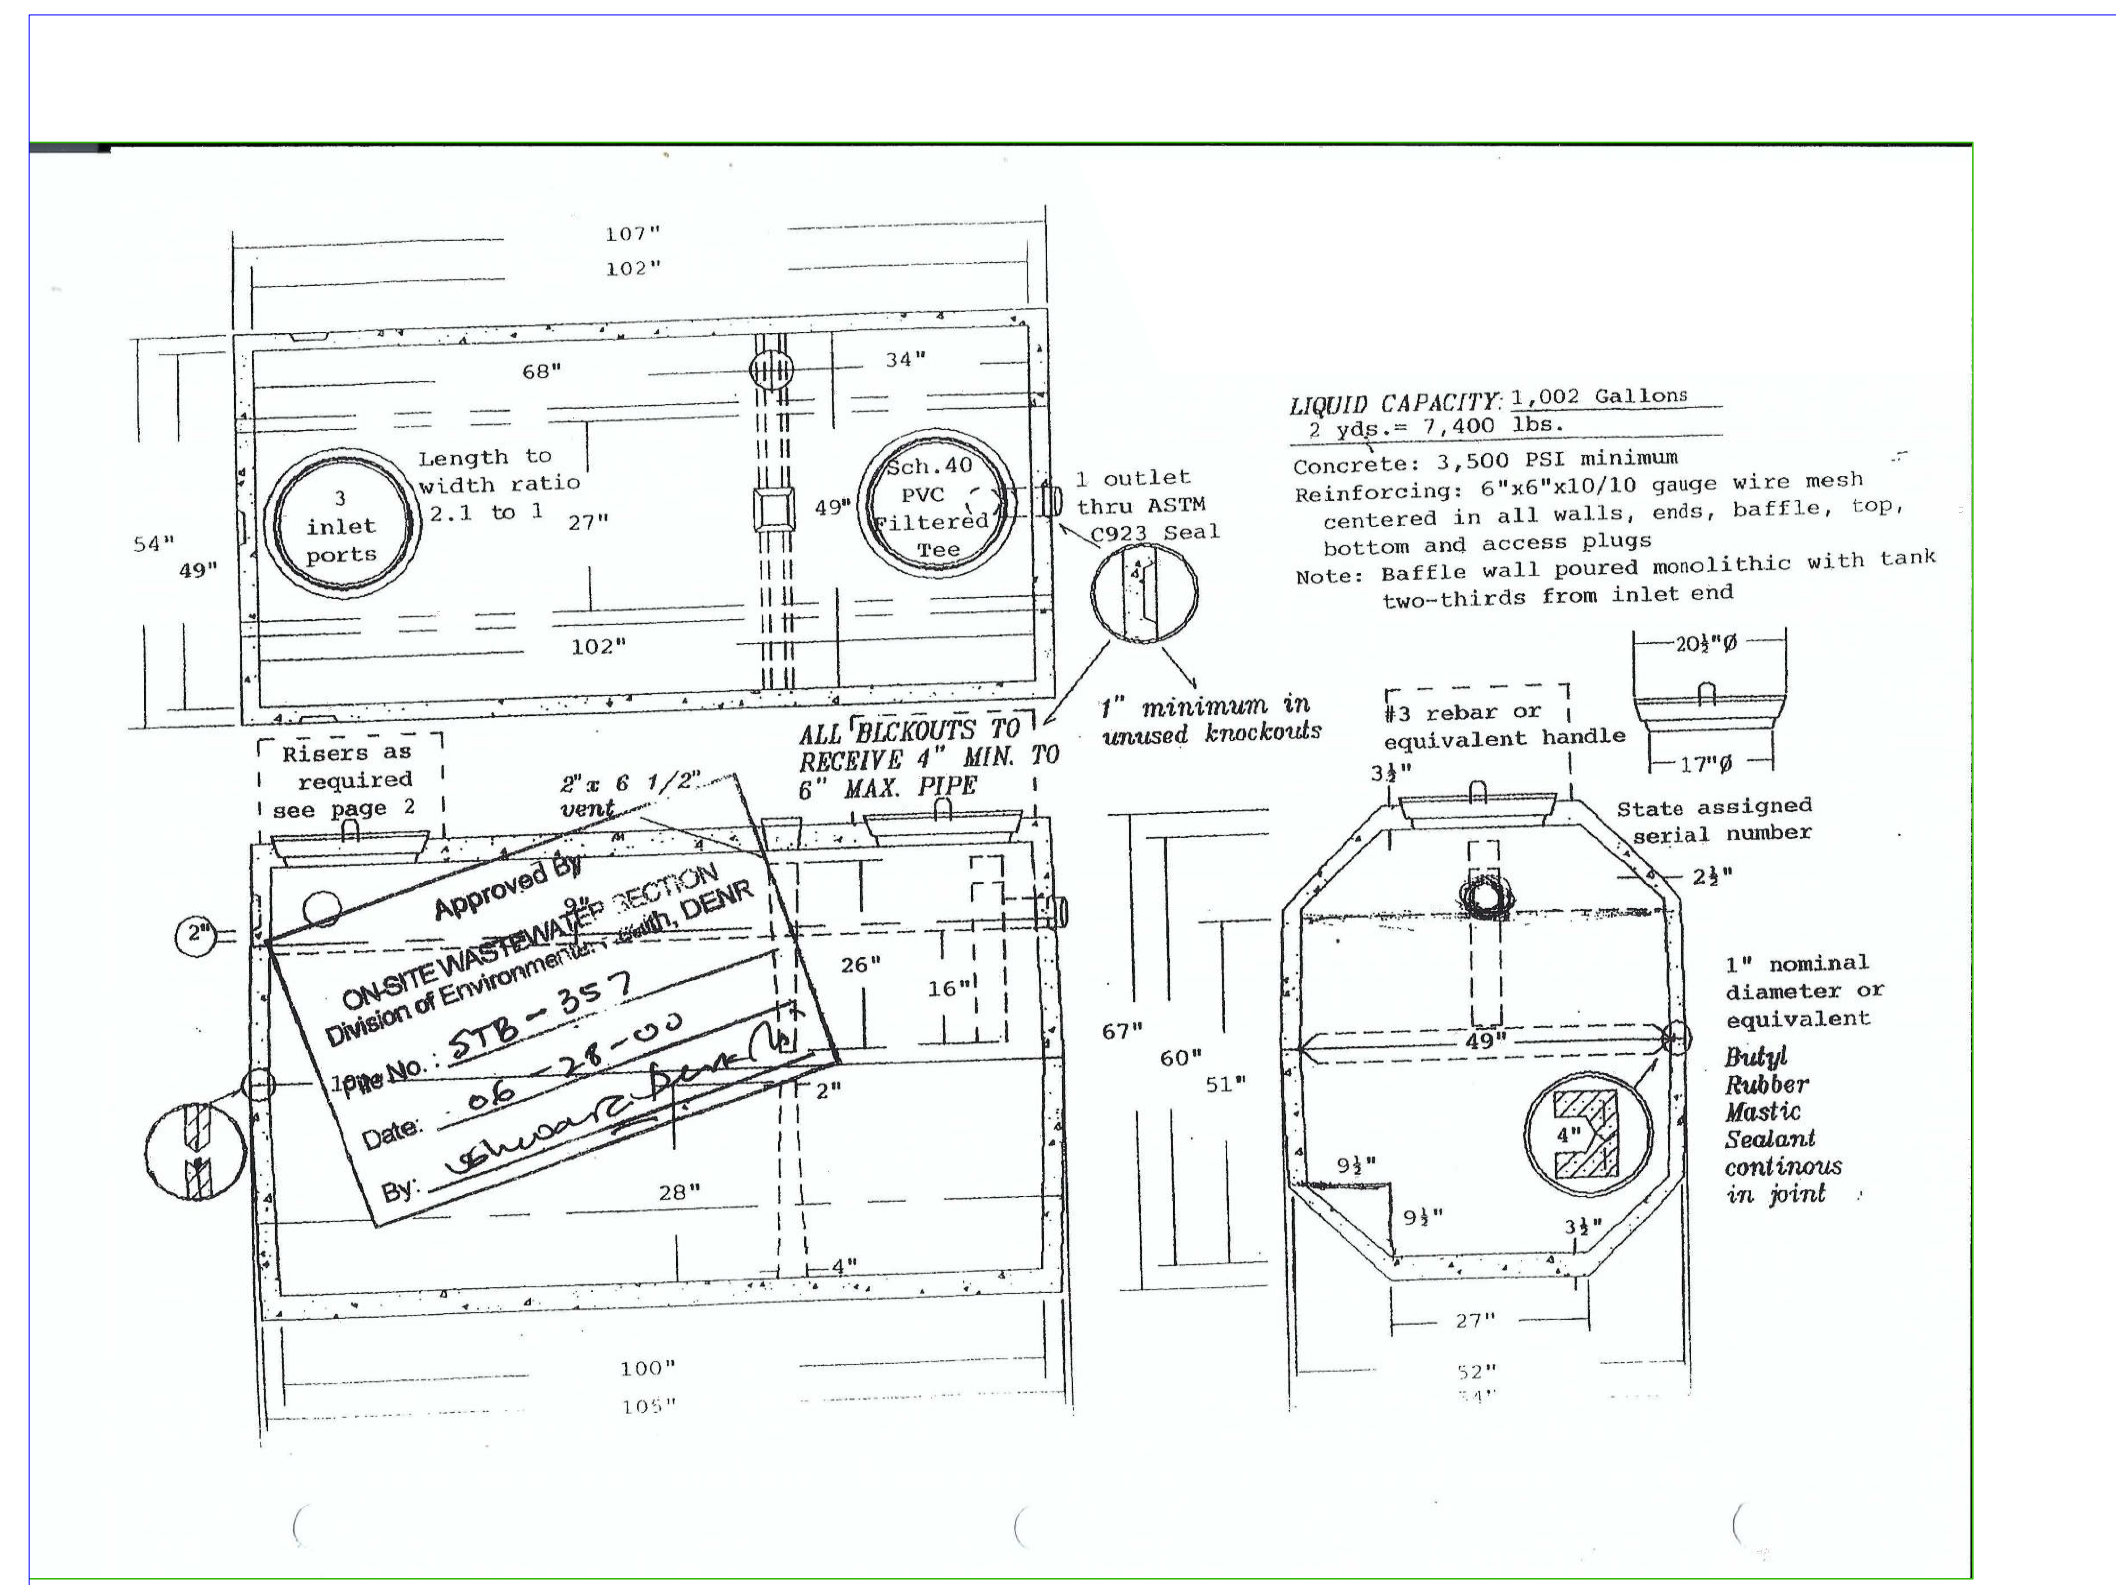 107"
102"
68"
34"
Length to
width ratio
2.1 to 1
3
inlet
ports
27"
49"
Sch.40
PVC
Filtered
Tee
1 outlet
thru ASTM
C923 Seal
54"
49"
102"
LIQUID CAPACITY: 1,002 Gallons
2 yds.= 7,400 lbs.
Concrete: 3,500 PSI minimum
Reinforcing: 6"x6"x10/10 gauge wire mesh
centered in all walls, ends, baffle, top,
bottom and access plugs
Note: Baffle wall poured monolithic with tank
two-thirds from inlet end
20½"Ø
17"Ø
1" minimum in
unused knockouts
ALL BLCKOUTS TO
RECEIVE 4" MIN. TO
6" MAX. PIPE
Risers as
required
see page 2
2"x 6 1/2"
vent
#3 rebar or
equivalent handle
3½"
State assigned
serial number
2½"
Approved By
ON-SITE WASTEWATER SECTION
Division of Environmental Health, DENR
File No.: STB-357
Date: 06-28-00
By:
9"
2"
26"
16"
2"
28"
4"
100"
105"
67"
60"
51"
49"
1" nominal
diameter or
equivalent
Butyl
Rubber
Mastic
Sealant
continous
in joint
4"
9½"
9½"
3½"
27"
52"
54"